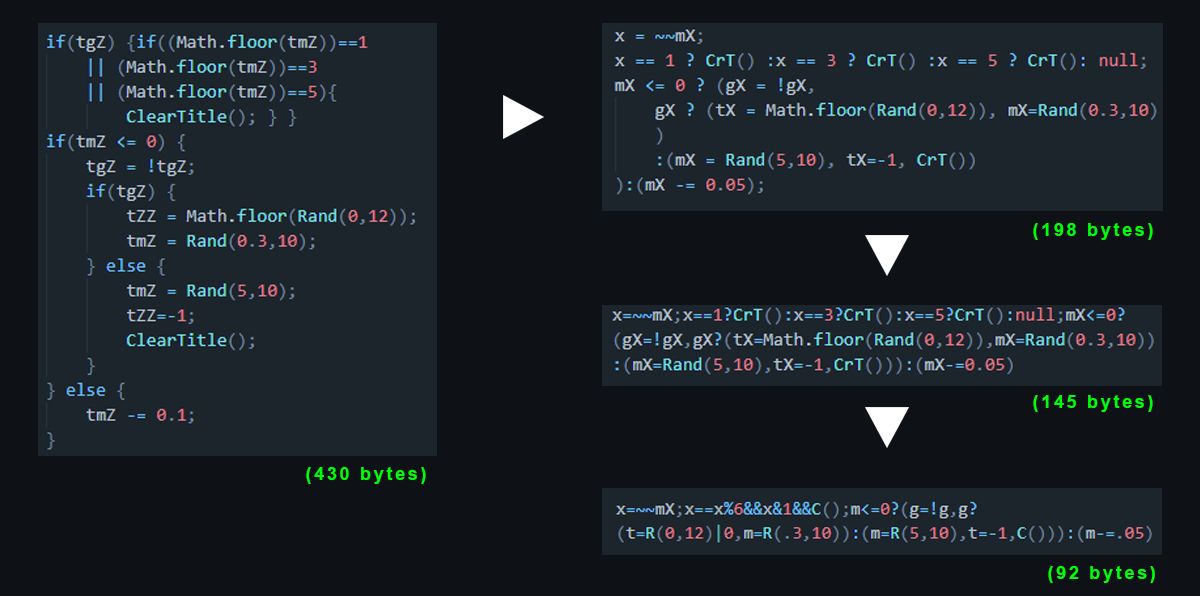 if(tgZ) {if((Math.floor(tmZ))==1
|| (Math.floor(tmZ))==3
|| (Math.floor(tmZ))==5){
ClearTitle(); } }
if(tmZ <= 0) {
tgZ = !tgZ;
if(tgZ) {
tZZ = Math.floor(Rand(0,12));
tmZ = Rand(0.3,10);
} else {
tmZ = Rand(5,10);
tZZ=-1;
ClearTitle();
}
} else {
tmZ -= 0.1;
}
(430 bytes)
x = ~~mX;
x == 1 ? CrT() :x == 3 ? CrT() :x == 5 ? CrT(): null;
mX <= 0 ? (gX = !gX,
gX ? (tX = Math.floor(Rand(0,12)), mX=Rand(0.3,10)
)
:(mX = Rand(5,10), tX=-1, CrT())
):(mX -= 0.05);
(198 bytes)
x=~~mX;x==1?CrT():x==3?CrT():x==5?CrT():null;mX<=0?
(gX=!gX,gX?(tX=Math.floor(Rand(0,12)),mX=Rand(0.3,10))
:(mX=Rand(5,10),tX=-1,CrT())):(mX-=0.05)
(145 bytes)
x=~~mX;x==x%6&&x&1&&C();m<=0?(g=!g,g?
(t=R(0,12)|0,m=R(.3,10)):(m=R(5,10),t=-1,C())):(m-=.05)
(92 bytes)